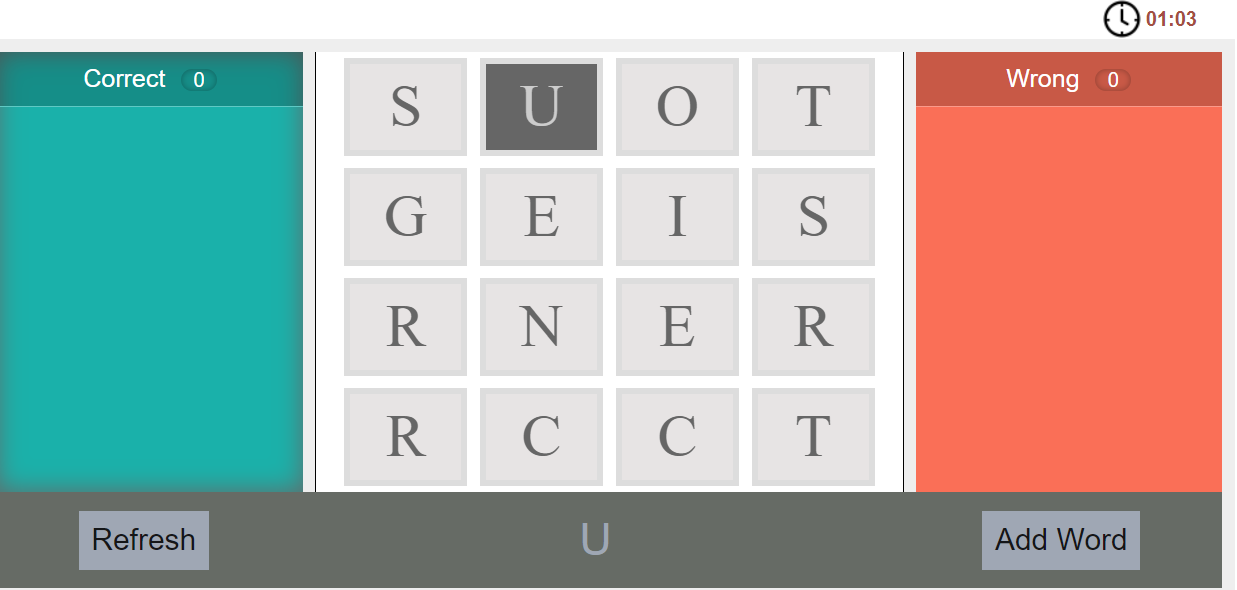 01:03
Correct 0
Wrong 0
S U O T
G E I S
R N E R
R C C T
Refresh
U
Add Word